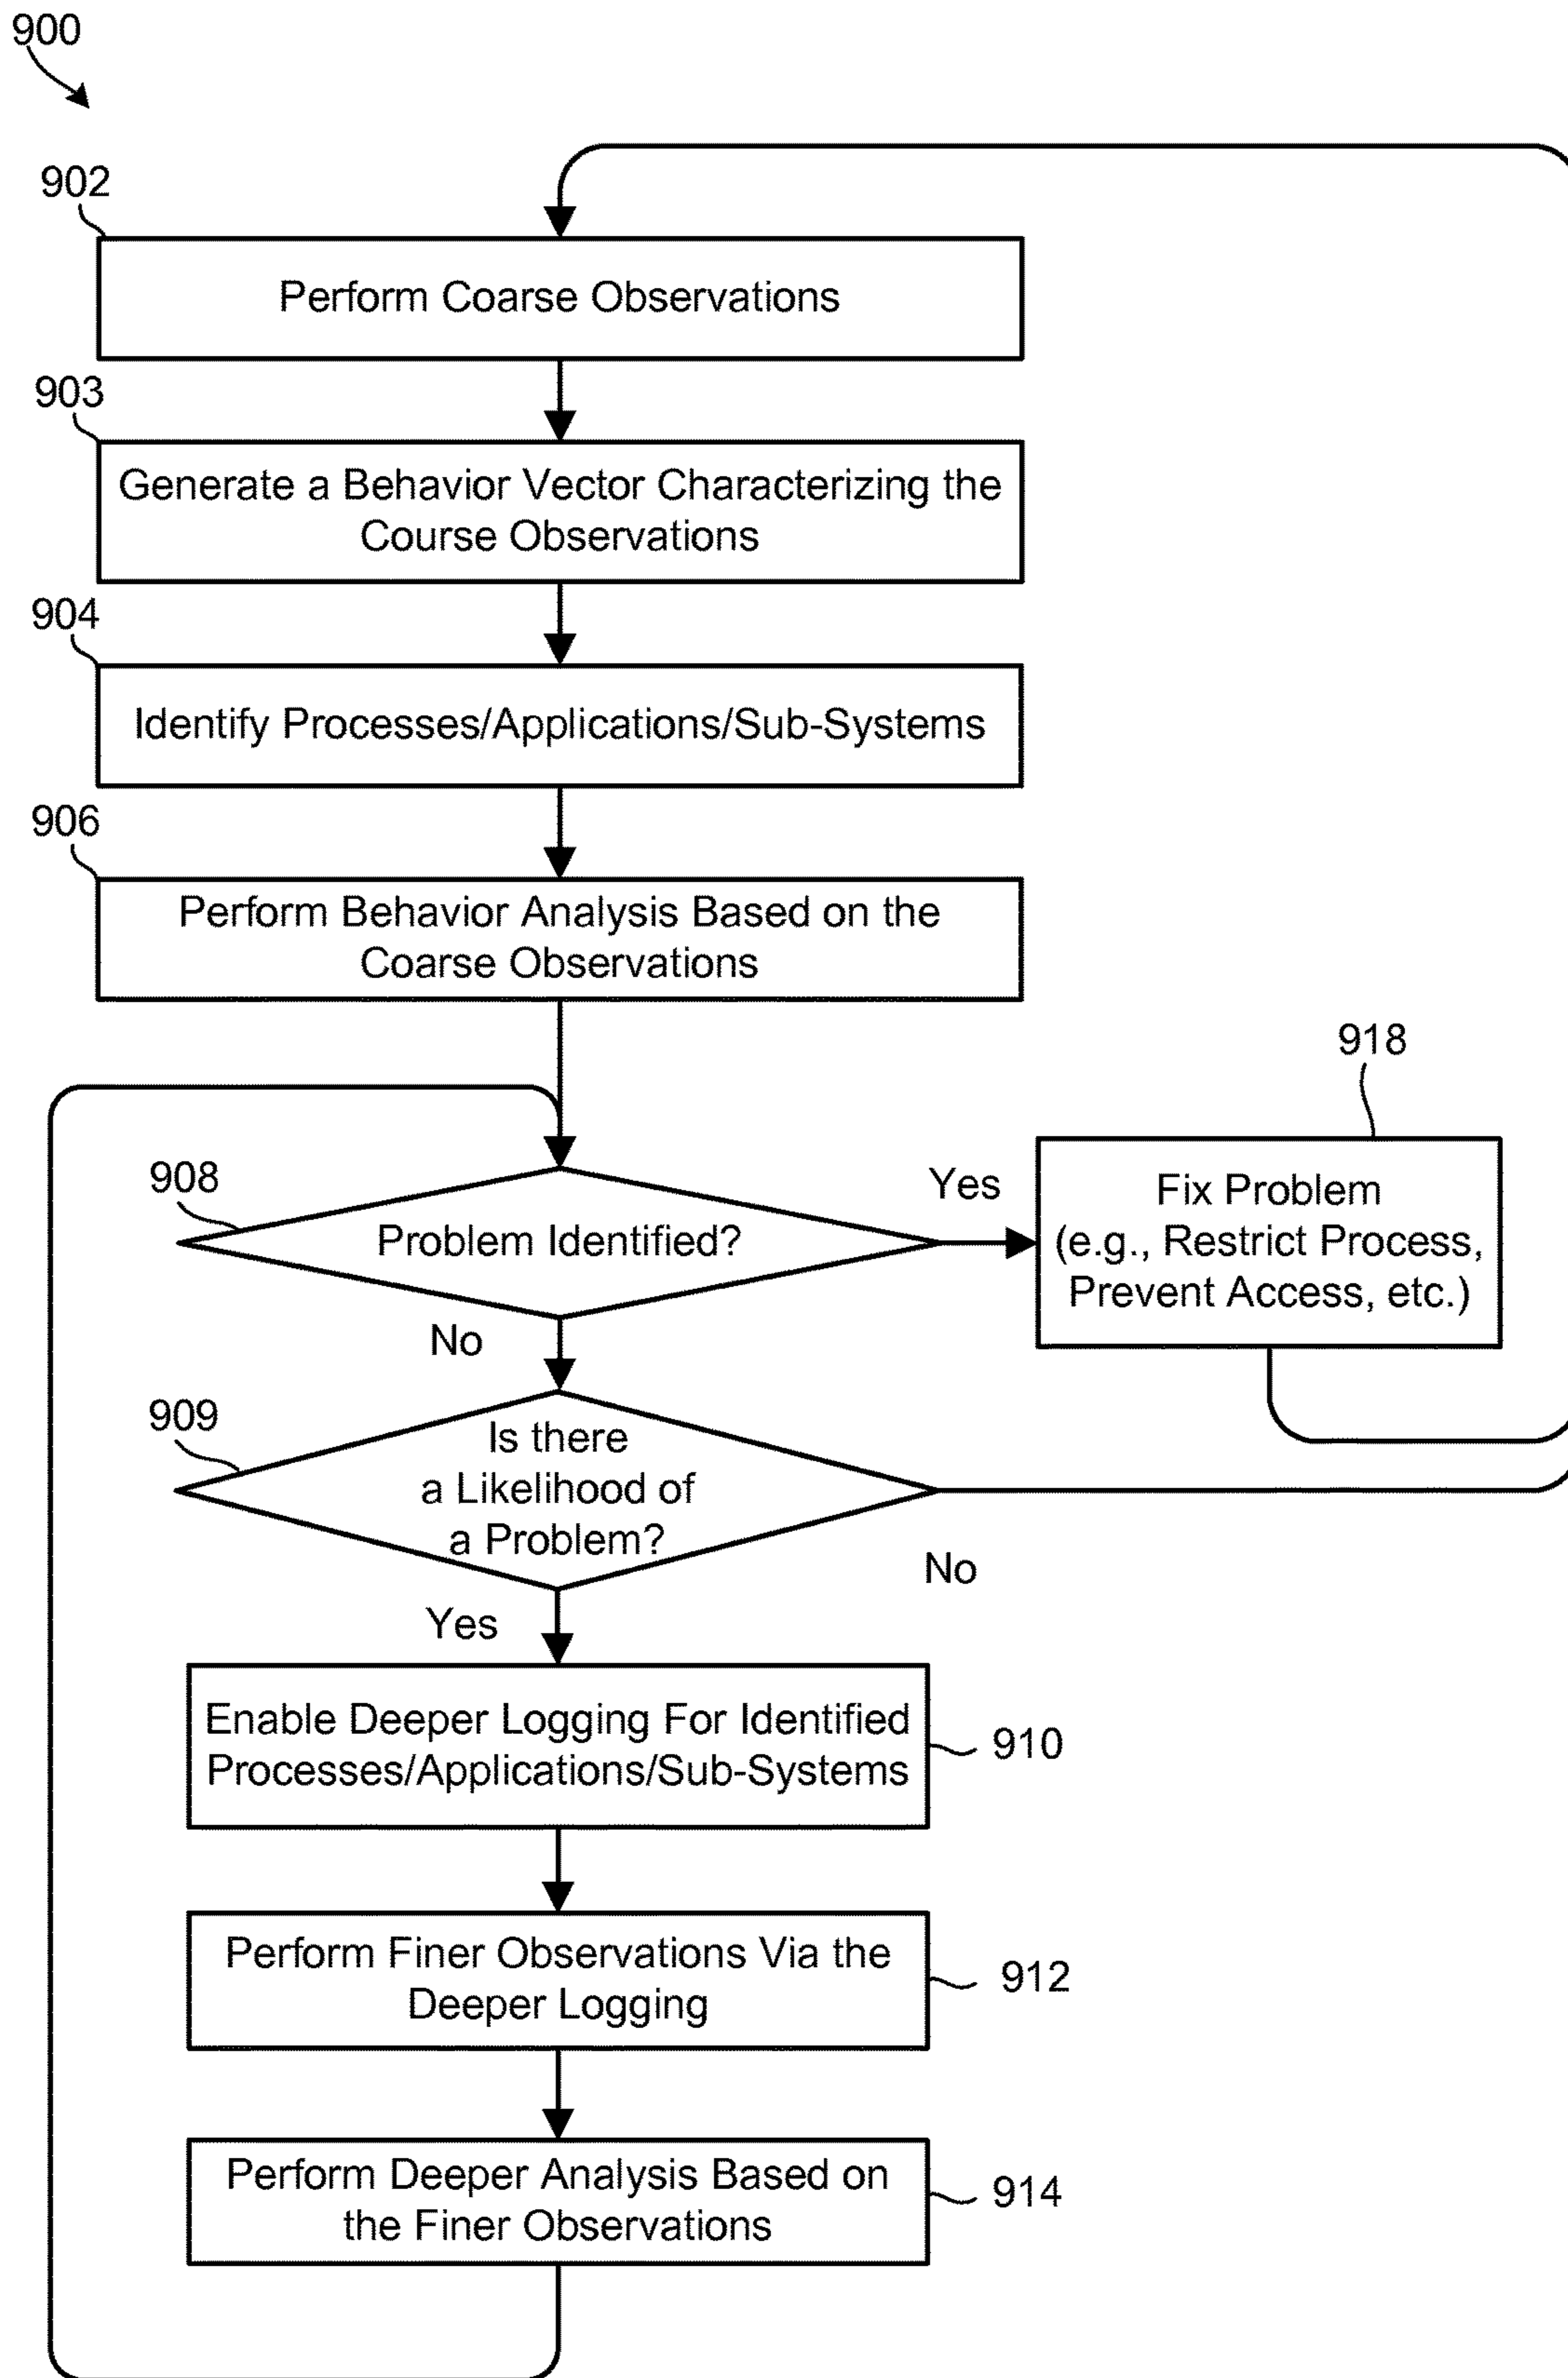 900
902
Perform Coarse Observations
903
Generate a Behavior Vector Characterizing the
Course Observations
904
Identify Processes/Applications/Sub-Systems
906
Perform Behavior Analysis Based on the
Coarse Observations
918
908
Problem Identified?
Yes
Fix Problem
(e.g., Restrict Process,
Prevent Access, etc.)
No
909
Is there
a Likelihood of
a Problem?
No
Yes
Enable Deeper Logging For Identified
Processes/Applications/Sub-Systems
910
Perform Finer Observations Via the
Deeper Logging
912
Perform Deeper Analysis Based on
the Finer Observations
914